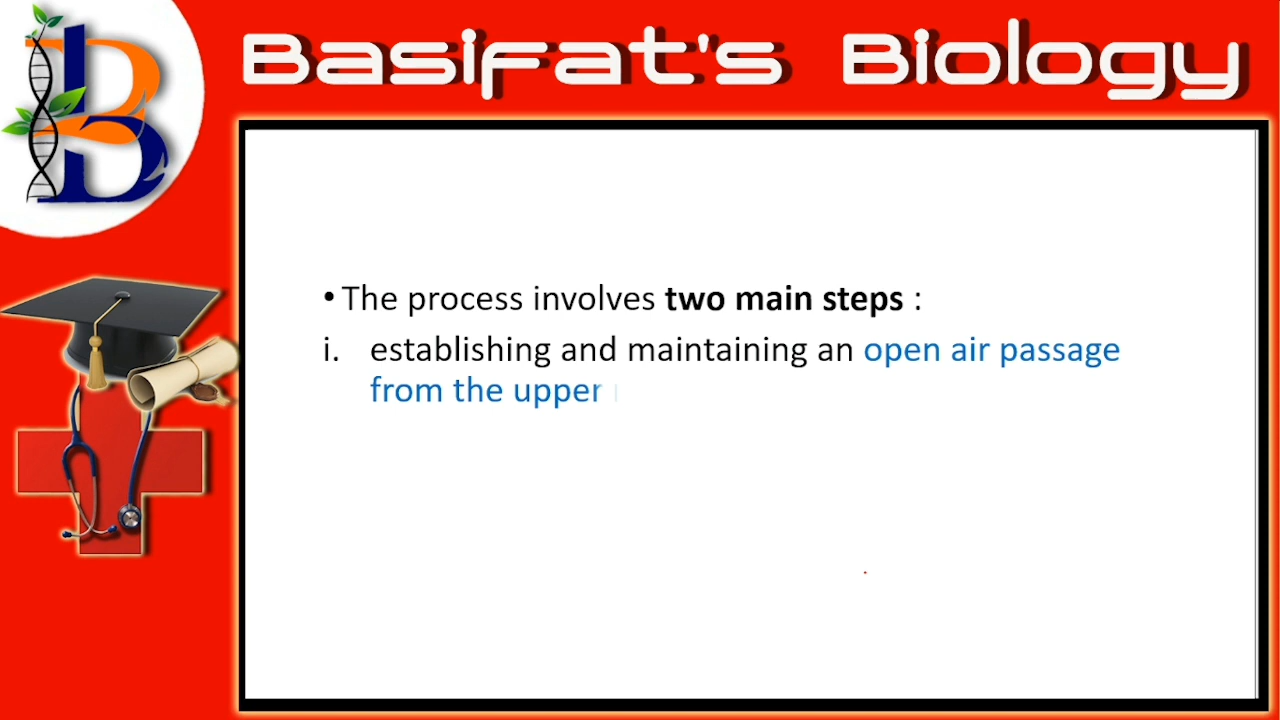 Basifat's Biology
• The process involves two main steps :
i. establishing and maintaining an open air passage
from the upper